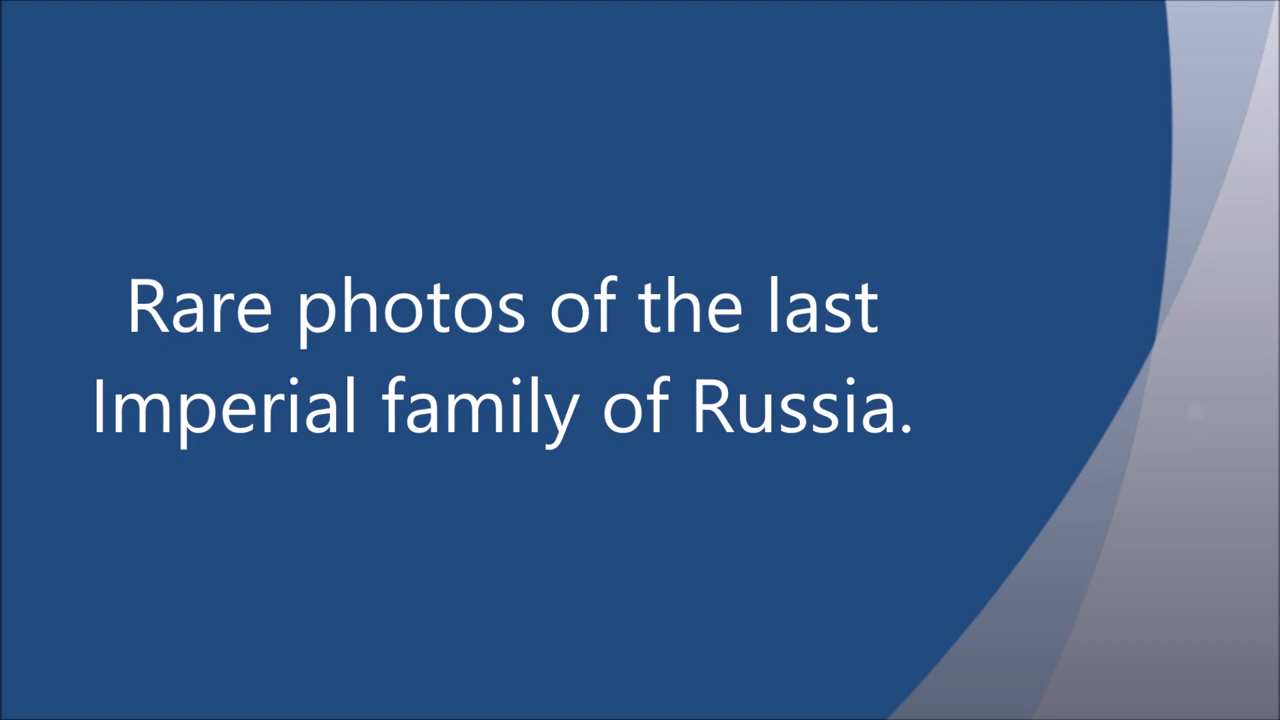 Rare photos of the last
Imperial family of Russia.